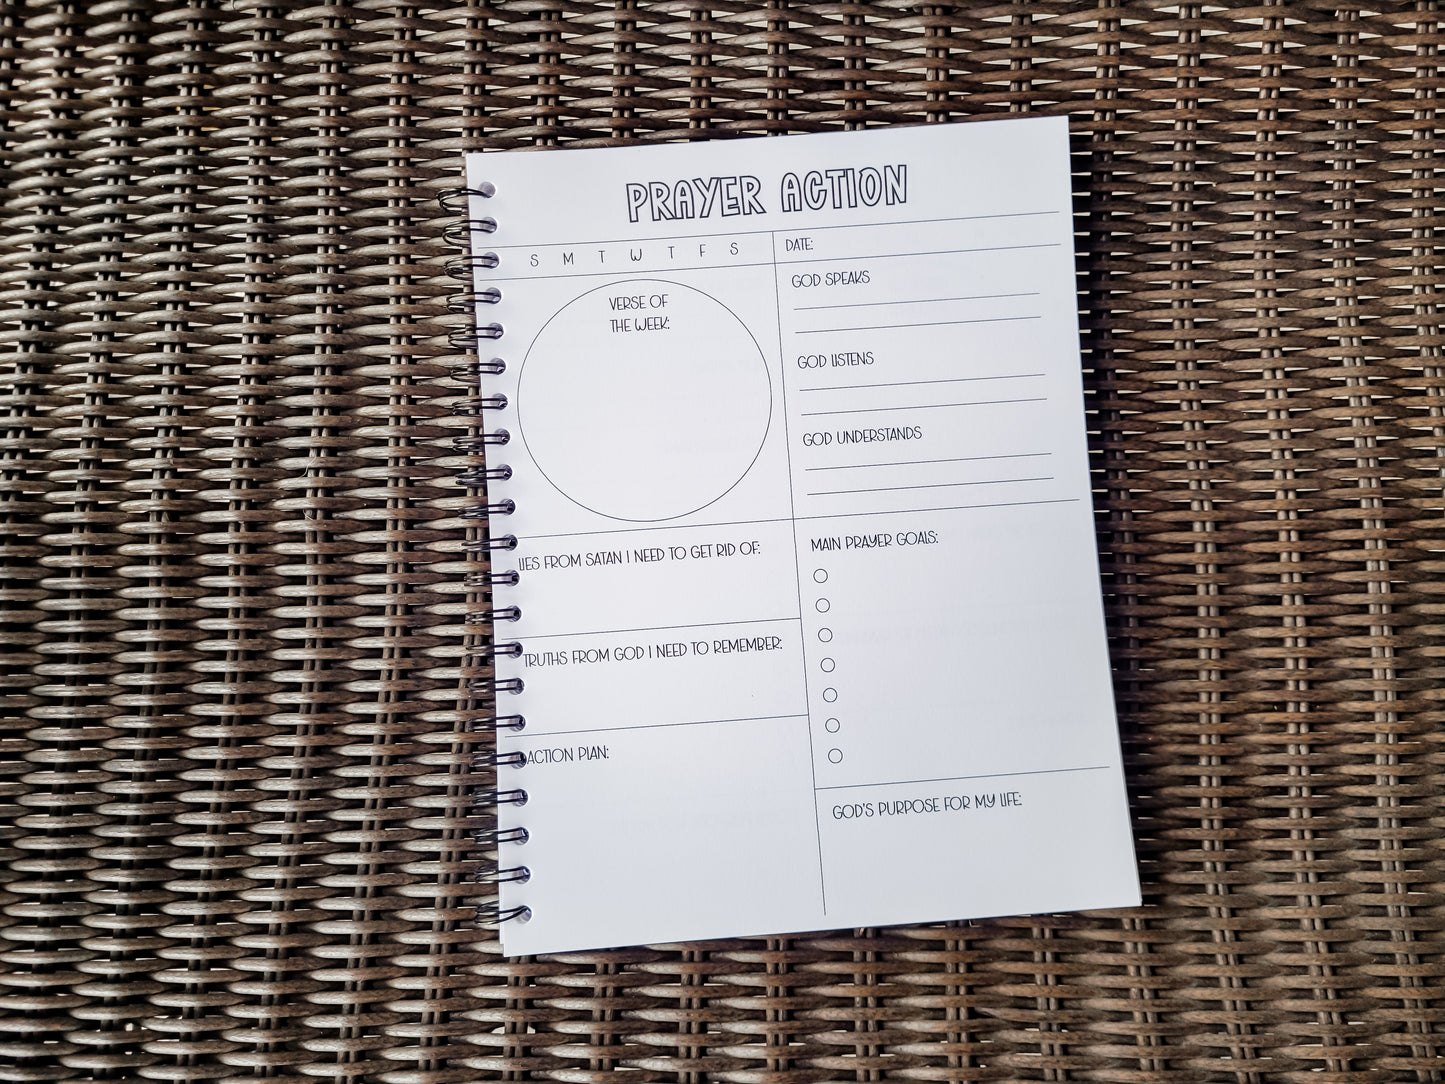 PRAYER ACTION
S M T W T F S
DATE:
VERSE OF
THE WEEK:
GOD SPEAKS
GOD LISTENS
GOD UNDERSTANDS
LIES FROM SATAN I NEED TO GET RID OF:
TRUTHS FROM GOD I NEED TO REMEMBER:
ACTION PLAN:
MAIN PRAYER GOALS:
GOD'S PURPOSE FOR MY LIFE: